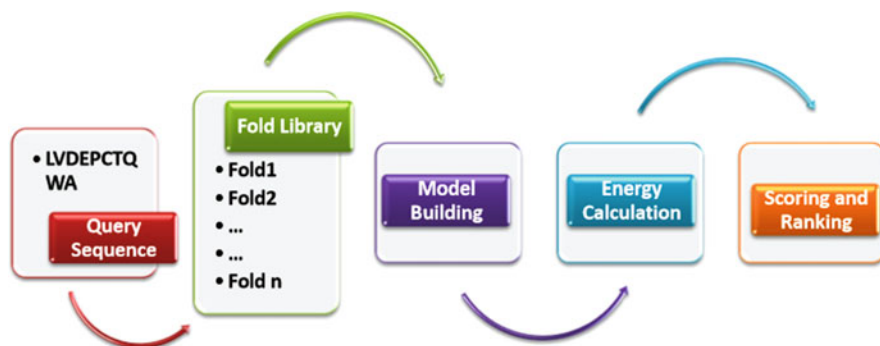 • LVDEPCTQ
WA
Query
Sequence
Fold Library
• Fold1
• Fold2
• ...
• ...
• Fold n
Model
Building
Energy
Calculation
Scoring and
Ranking